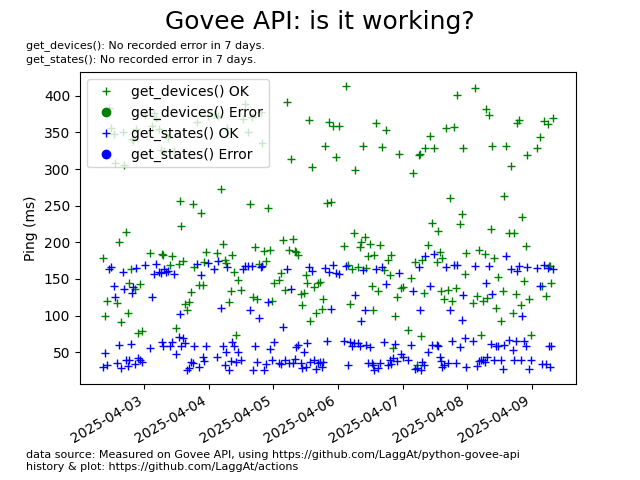 Govee API: is it working?
get_devices(): No recorded error in 7 days.
get_states(): No recorded error in 7 days.
get_devices() OK
get_devices() Error
get_states() OK
get_states() Error
Ping (ms)
400
350
300
250
200
150
100
50
2025-04-03
2025-04-04
2025-04-05
2025-04-06
2025-04-07
2025-04-08
2025-04-09
data source: Measured on Govee API, using https://github.com/LaggAt/python-govee-api
history & plot: https://github.com/LaggAt/actions